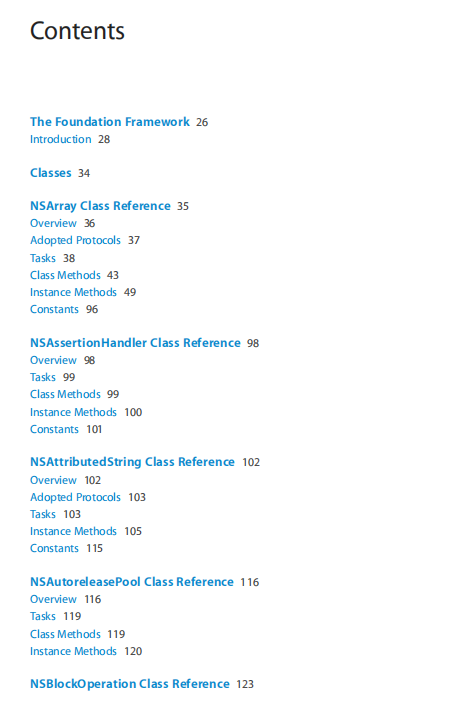 Contents
The Foundation Framework 26
Introduction 28
Classes 34
NSArray Class Reference 35
Overview 36
Adopted Protocols 37
Tasks 38
Class Methods 43
Instance Methods 49
Constants 96
NSAssertionHandler Class Reference 98
Overview 98
Tasks 99
Class Methods 99
Instance Methods 100
Constants 101
NSAttributedString Class Reference 102
Overview 102
Adopted Protocols 103
Tasks 103
Instance Methods 105
Constants 115
NSAutoreleasePool Class Reference 116
Overview 116
Tasks 119
Class Methods 119
Instance Methods 120
NSBlockOperation Class Reference 123